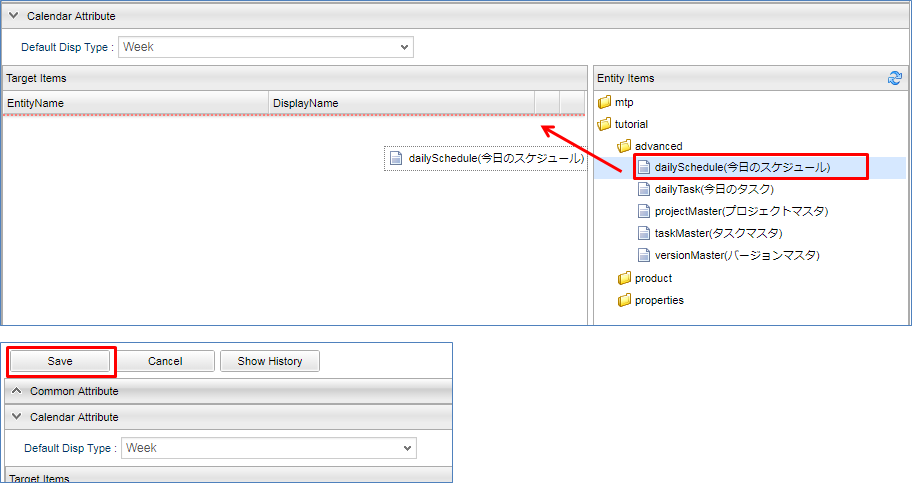 Calendar Attribute
Default Disp Type : Week
Target Items
EntityName DisplayName
dailySchedule(今日のスケジュール)
Entity Items
mtp
tutorial
advanced
dailySchedule(今日のスケジュール)
dailyTask(今日のタスク)
projectMaster(プロジェクトマスタ)
taskMaster(タスクマスタ)
versionMaster(バージョンマスタ)
product
properties
Save Cancel Show History
Common Attribute
Calendar Attribute
Default Disp Type : Week
Target Items